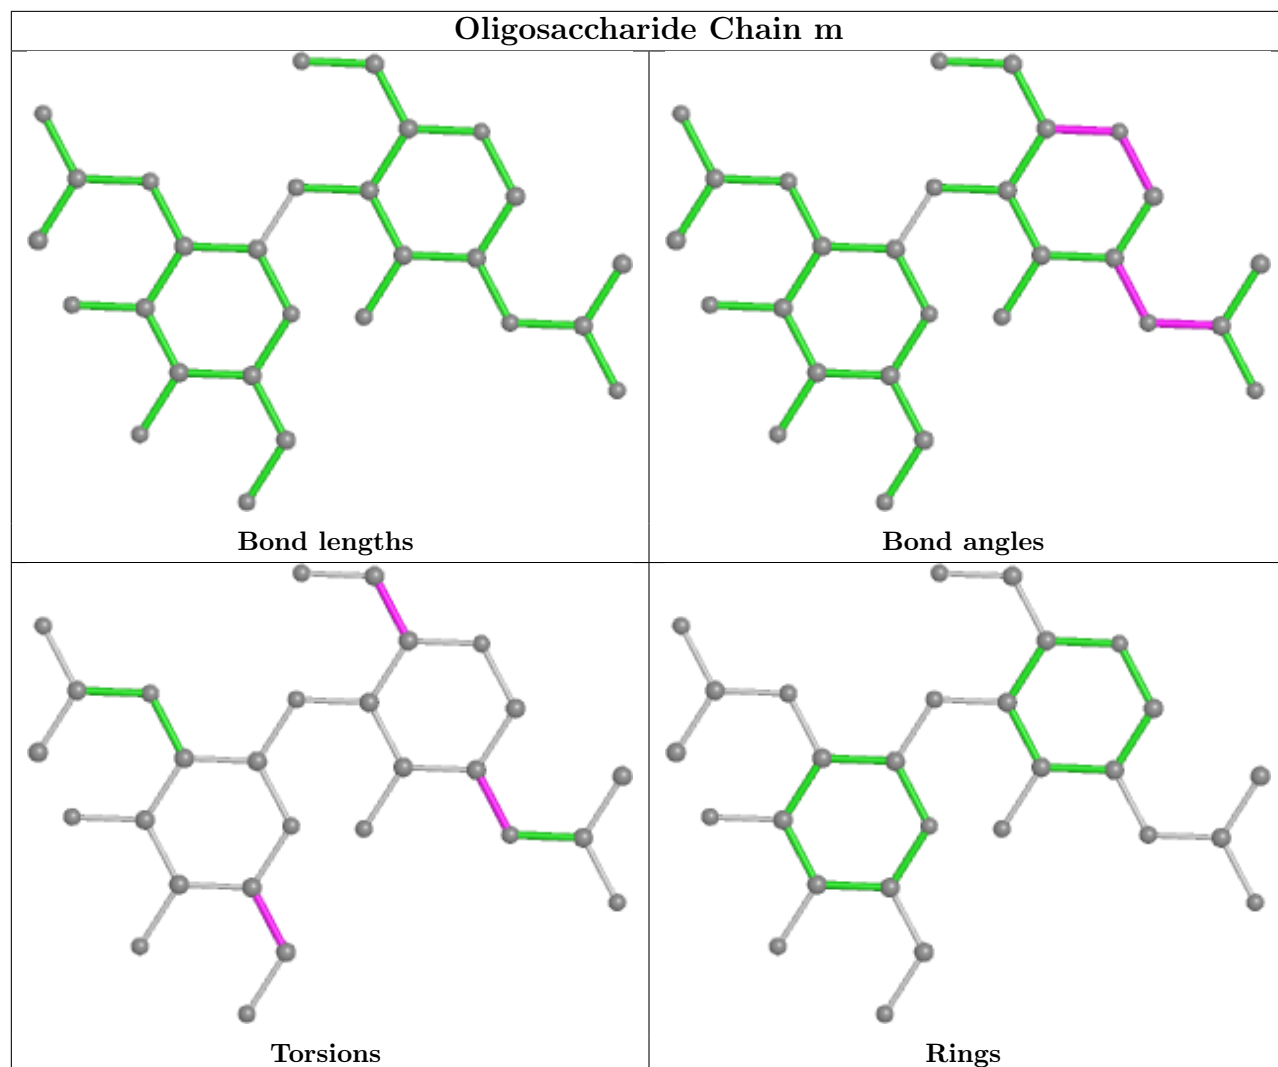 Oligosaccharide Chain m
Bond lengths
Bond angles
Torsions
Rings